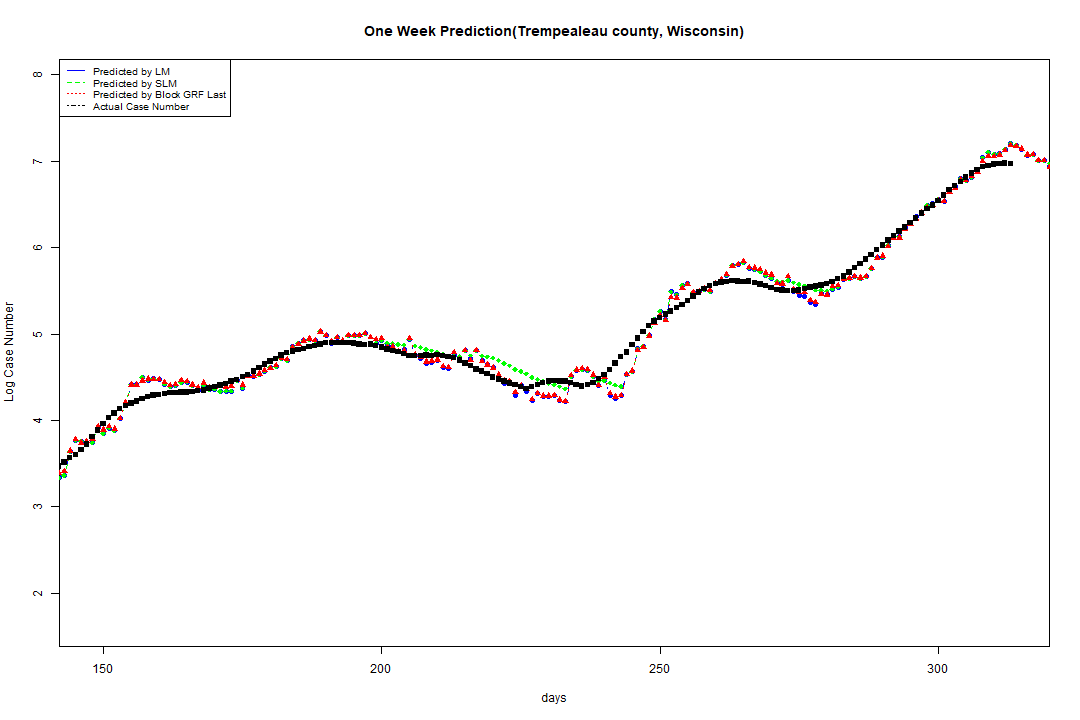 One Week Prediction(Trempealeau county, Wisconsin)
Predicted by LM
Predicted by SLM
Predicted by Block GRF Last
Actual Case Number
8
7
6
5
4
3
2
Log Case Number
150
200
250
300
days